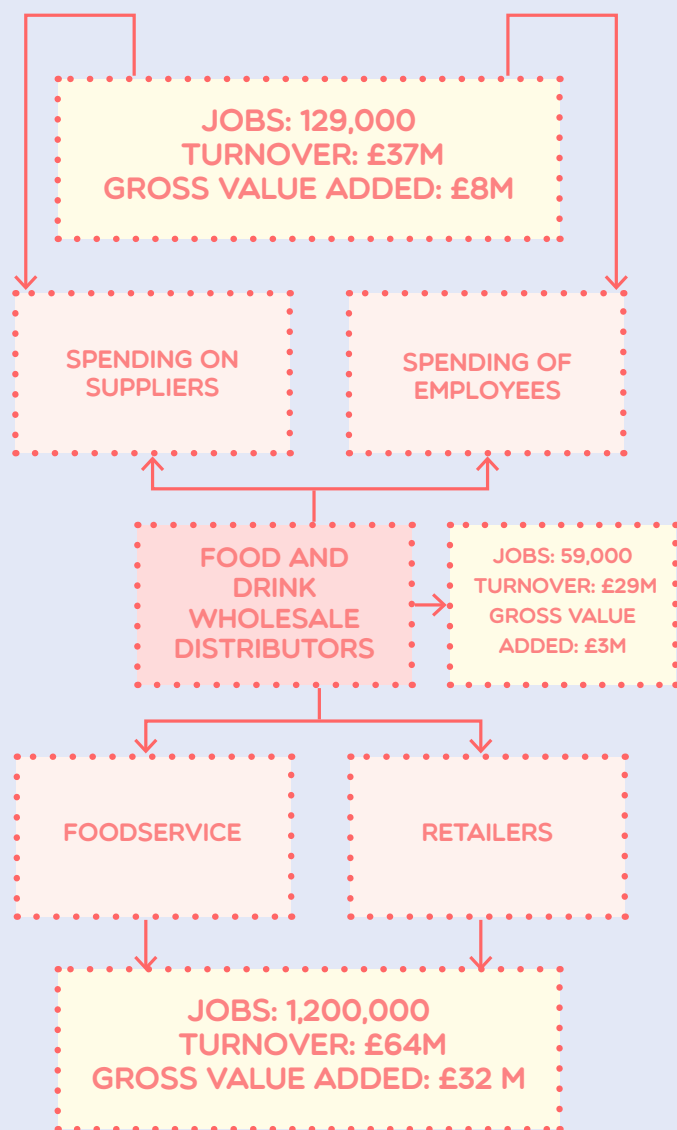 JOBS: 129,000
TURNOVER: £37M
GROSS VALUE ADDED: £8M
SPENDING ON
SUPPLIERS
SPENDING OF
EMPLOYEES
FOOD AND
DRINK
WHOLESALE
DISTRIBUTORS
JOBS: 59,000
TURNOVER: £29M
GROSS VALUE
ADDED: £3M
FOODSERVICE
RETAILERS
JOBS: 1,200,000
TURNOVER: £64M
GROSS VALUE ADDED: £32 M